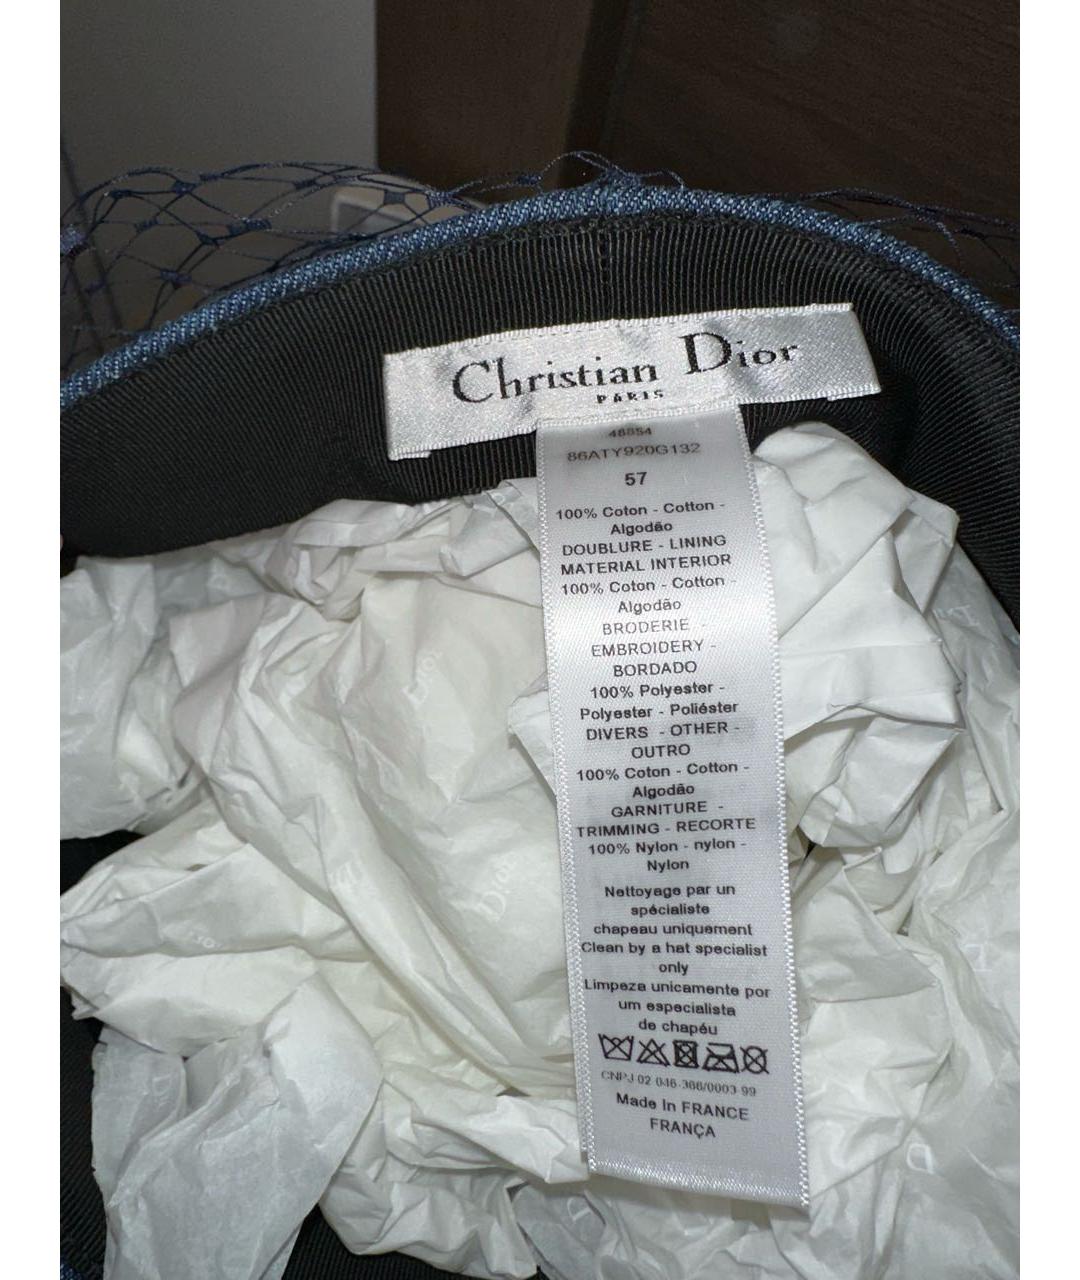 Christian Dior
PARIS
48854
86ATY920G132
57
100% Coton - Cotton -
Algodão
DOUBLURE - LINING
MATERIAL INTERIOR
100% Coton - Cotton -
Algodão
BRODERIE -
EMBROIDERY -
BORDADO
100% Polyester -
Polyester - Poliéster
DIVERS - OTHER -
OUTRO
100% Coton - Cotton -
Algodão
GARNITURE -
TRIMMING - RECORTE
100% Nylon - nylon -
Nylon
Nettoyage par un
spécialiste
chapeau uniquement
Clean by a hat specialist
only
Limpeza unicamente por
um especialista
de chapéu
CNPJ 02 046-366/0003-99
Made In FRANCE
FRANÇA
Dior
Dior